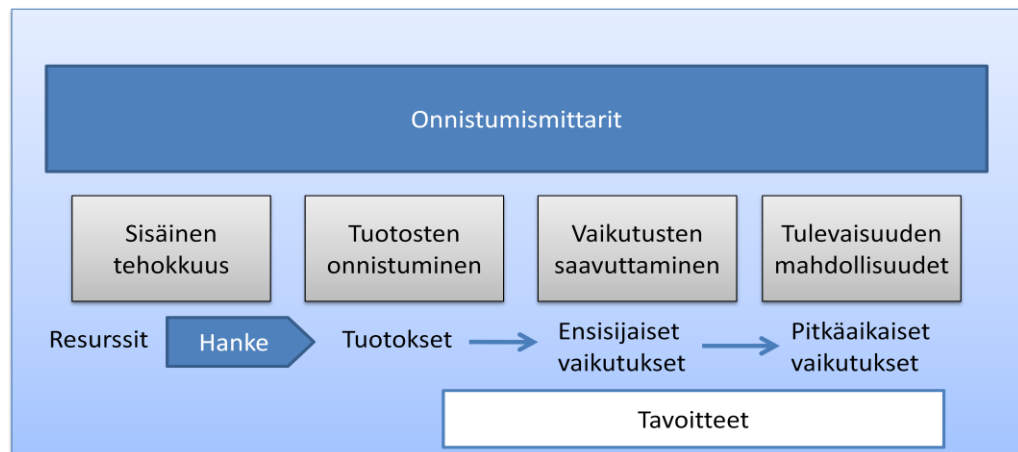 Onnistumismittarit
Sisäinen
tehokkuus
Tuotosten
onnistuminen
Vaikutusten
saavuttaminen
Tulevaisuuden
mahdollisuudet
Resurssit
Hanke
Tuotokset
Ensisijaiset
vaikutukset
Pitkäaikaiset
vaikutukset
Tavoitteet